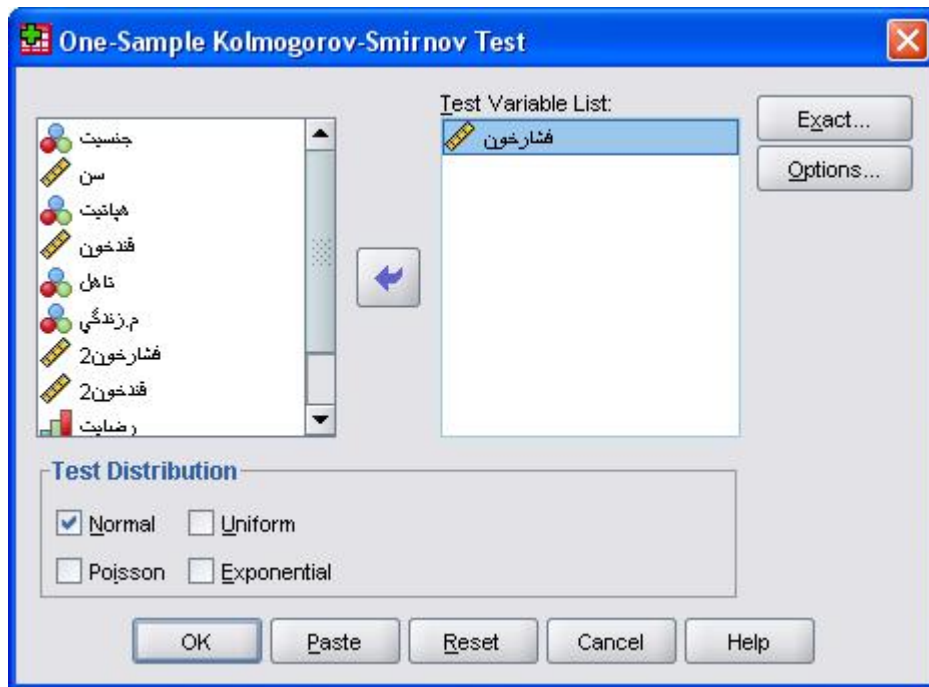 One-Sample Kolmogorov-Smirnov Test
جنسیت
سن
هپاتیت
قندخون
تاهل
م.زندگي
فشارخون2
قندخون2
رضایت
Test Variable List:
فشارخون
Exact...
Options...
Test Distribution
Normal
Uniform
Poisson
Exponential
OK
Paste
Reset
Cancel
Help